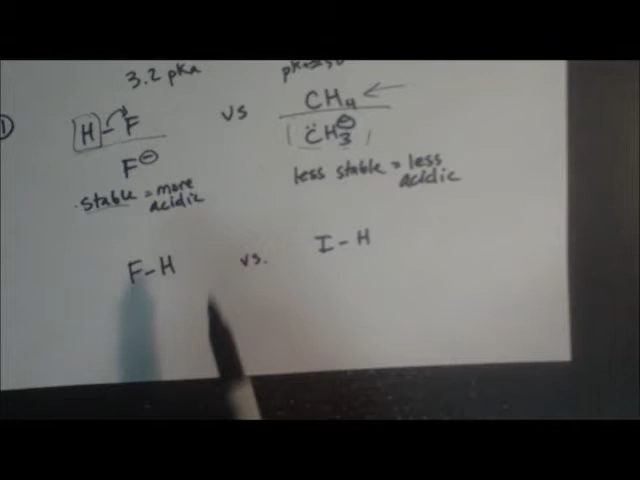 3.2 pKa
① H-F vs CH4
F⊖ :CH3⊖
stable = more acidic
less stable = less acidic
F-H vs. I-H